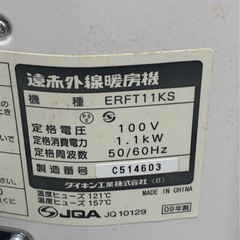 遠赤外線暖房機
機 種 ERFT11KS
定格電圧 100V
定格消費電力 1.1kW
定格周波数 50/60Hz
製造番号 C514603
ダイキン工業株式会社 (B)
温度ヒューズ 121℃ MADE IN CHINA
温度ヒューズ 157℃
JQA JQ10129 09年製